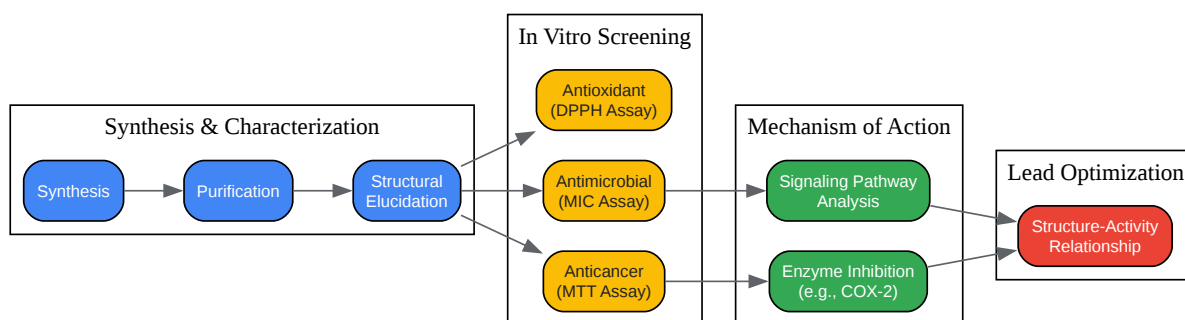 Synthesis & Characterization
Synthesis
Purification
Structural
Elucidation
In Vitro Screening
Antioxidant
(DPPH Assay)
Antimicrobial
(MIC Assay)
Anticancer
(MTT Assay)
Mechanism of Action
Signaling Pathway
Analysis
Enzyme Inhibition
(e.g., COX-2)
Lead Optimization
Structure-Activity
Relationship